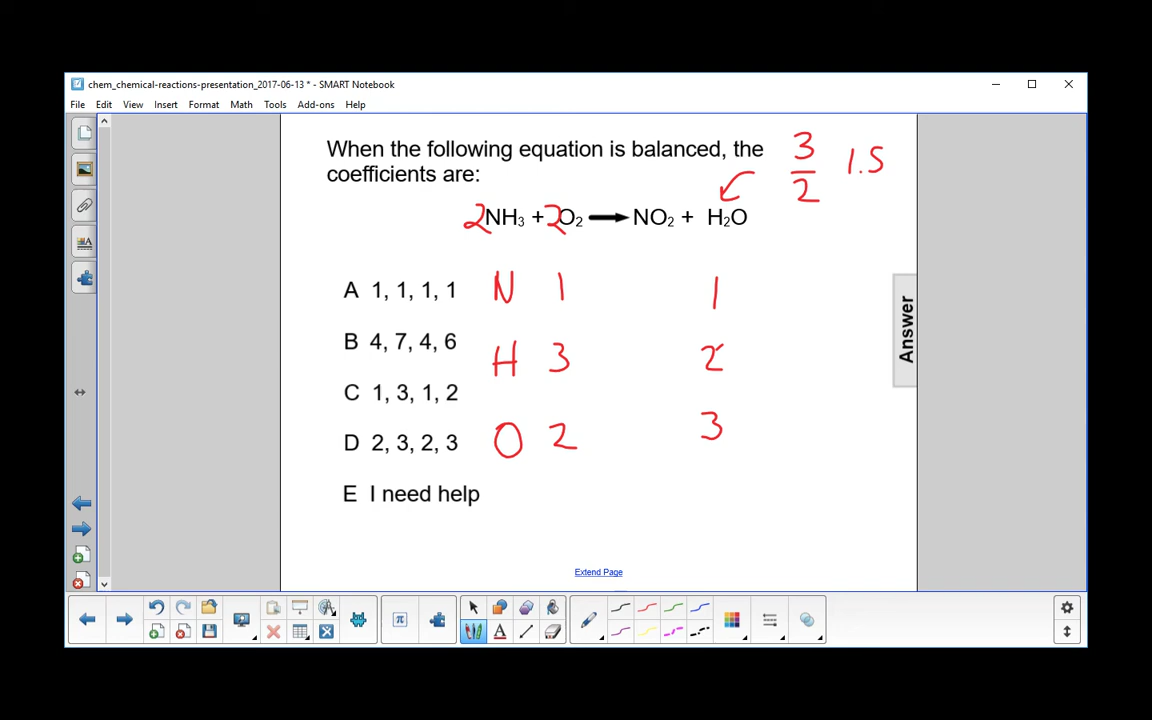 chem_chemical-reactions-presentation_2017-06-13 * - SMART Notebook
File Edit View Insert Format Math Tools Add-ons Help
When the following equation is balanced, the
coefficients are:
3/2 1.5
2NH₃ + 2O₂ → NO₂ + H₂O
A 1, 1, 1, 1 N 1 1
B 4, 7, 4, 6
H 3 2
C 1, 3, 1, 2
D 2, 3, 2, 3 O 2 3
E I need help
Answer
Extend Page